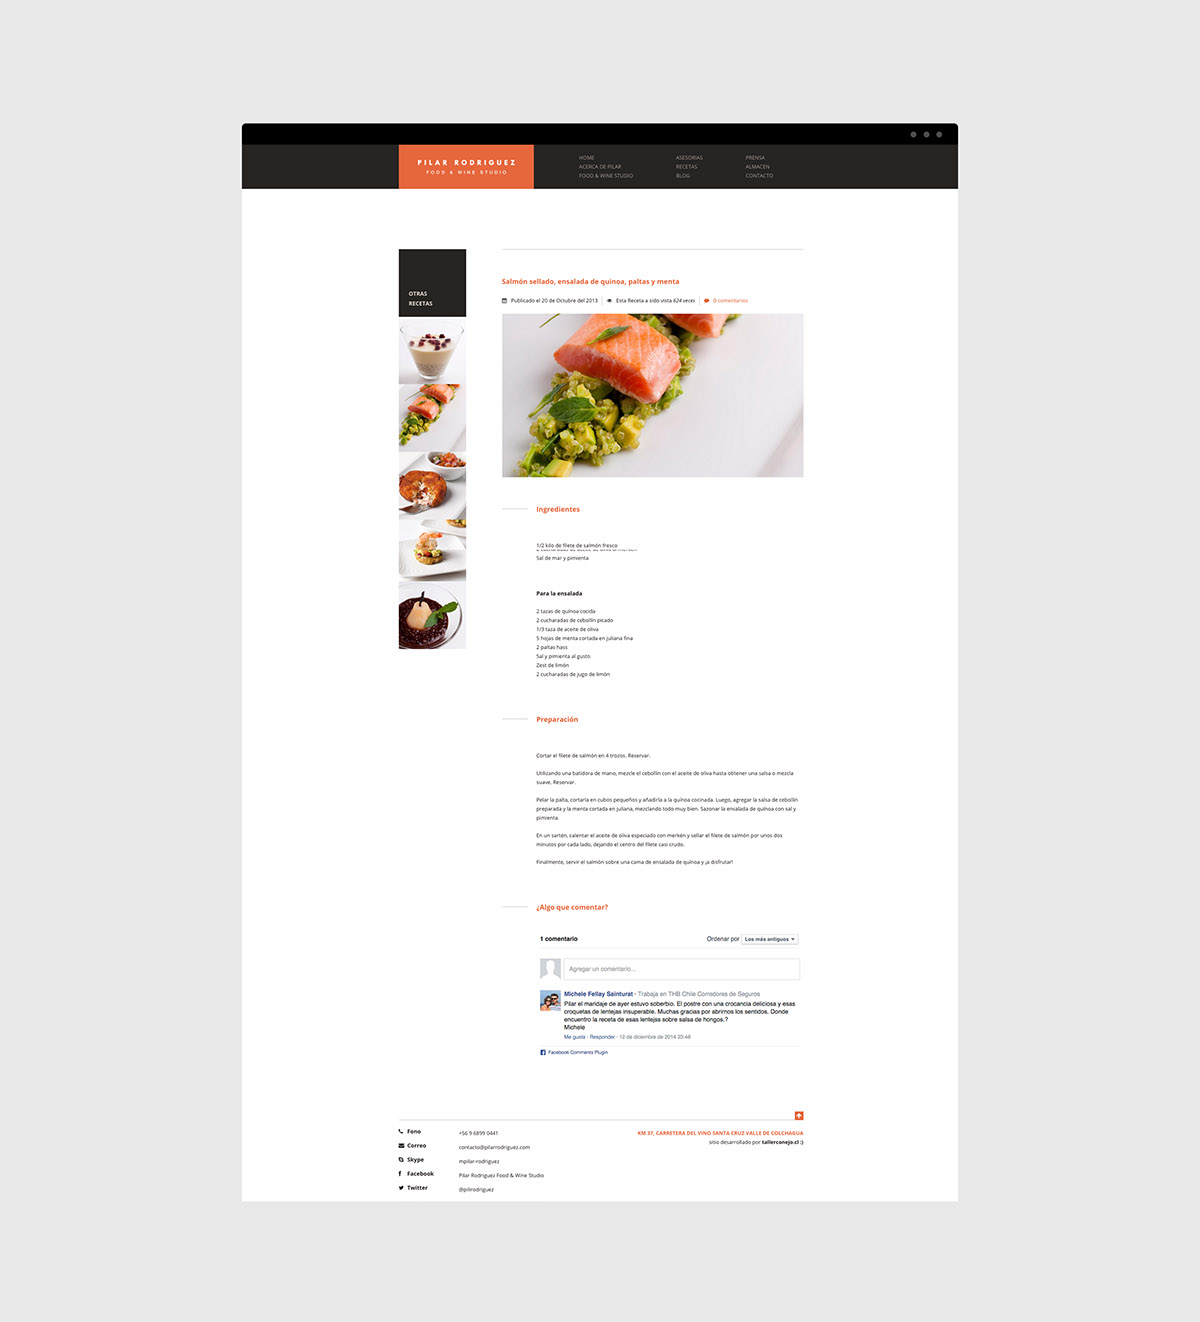 PILAR RODRIGUEZ
FOOD & WINE STUDIO
HOME
ACERCA DE PILAR
FOOD & WINE STUDIO
ASESORIAS
RECETAS
BLOG
PRENSA
ALMACEN
CONTACTO
OTRAS
RECETAS
Salmón sellado, ensalada de quinoa, paltas y menta
Publicado el 20 de Octubre del 2013
Esta Receta a sido vista 624 veces
0 comentarios
Ingredientes
1/2 kilo de filete de salmón fresco
2 cucharadas de aceite de oliva al merkén
Sal de mar y pimienta
Para la ensalada
2 tazas de quínoa cocida
2 cucharadas de cebollín picado
1/3 taza de aceite de oliva
5 hojas de menta cortada en juliana fina
2 paltas hass
Sal y pimienta al gusto
Zest de limón
2 cucharadas de jugo de limón
Preparación
Cortar el filete de salmón en 4 trozos. Reservar.
Utilizando una batidora de mano, mezcle el cebollín con el aceite de oliva hasta obtener una salsa o mezcla
suave. Reservar.
Pelar la palta, cortarla en cubos pequeños y añadirla a la quínoa cocinada. Luego, agregar la salsa de cebollín
preparada y la menta cortada en juliana, mezclando todo muy bien. Sazonar la ensalada de quínoa con sal y
pimienta.
En un sartén, calentar el aceite de oliva especiado con merkén y sellar el filete de salmón por unos dos
minutos por cada lado, dejando el centro del filete casi crudo.
Finalmente, servir el salmón sobre una cama de ensalada de quínoa y ¡a disfrutar!
¿Algo que comentar?
1 comentario
Ordenar por Los más antiguos
Agregar un comentario...
Michele Fellay Sainturat · Trabaja en THB Chile Corredores de Seguros
Pilar el maridaje de ayer estuvo soberbio. El postre con una crocancia deliciosa y esas
croquetas de lentejas insuperable. Muchas gracias por abrirnos los sentidos. Donde
encuentro la receta de esas lentejas sobre salsa de hongos.?
Michele
Me gusta · Responder · 12 de diciembre de 2014 23:48
Facebook Comments Plugin
Fono +56 9 6899 0441
Correo contacto@pilarrodriguez.com
Skype mpilar-rodriguez
Facebook Pilar Rodriguez Food & Wine Studio
Twitter @pilirodriguez
KM 37, CARRETERA DEL VINO SANTA CRUZ VALLE DE COLCHAGUA
sitio desarrollado por tallerconejo.cl :)